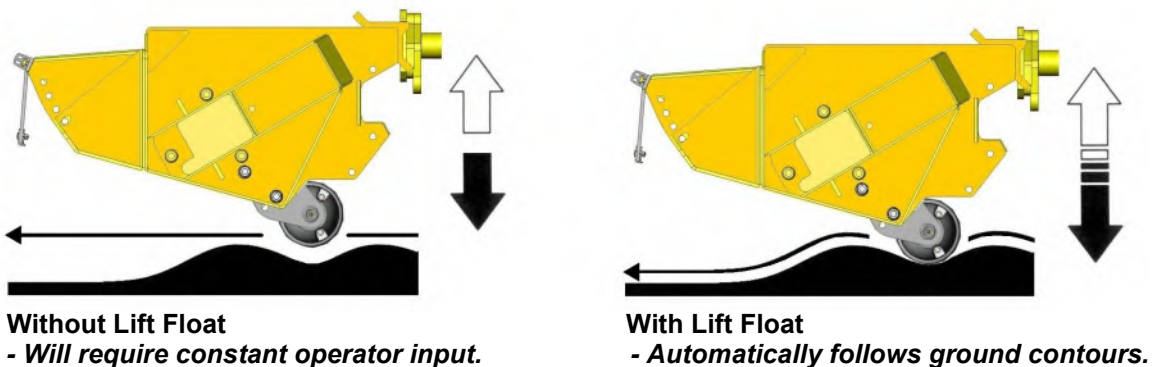 Without Lift Float
- Will require constant operator input.
With Lift Float
- Automatically follows ground contours.